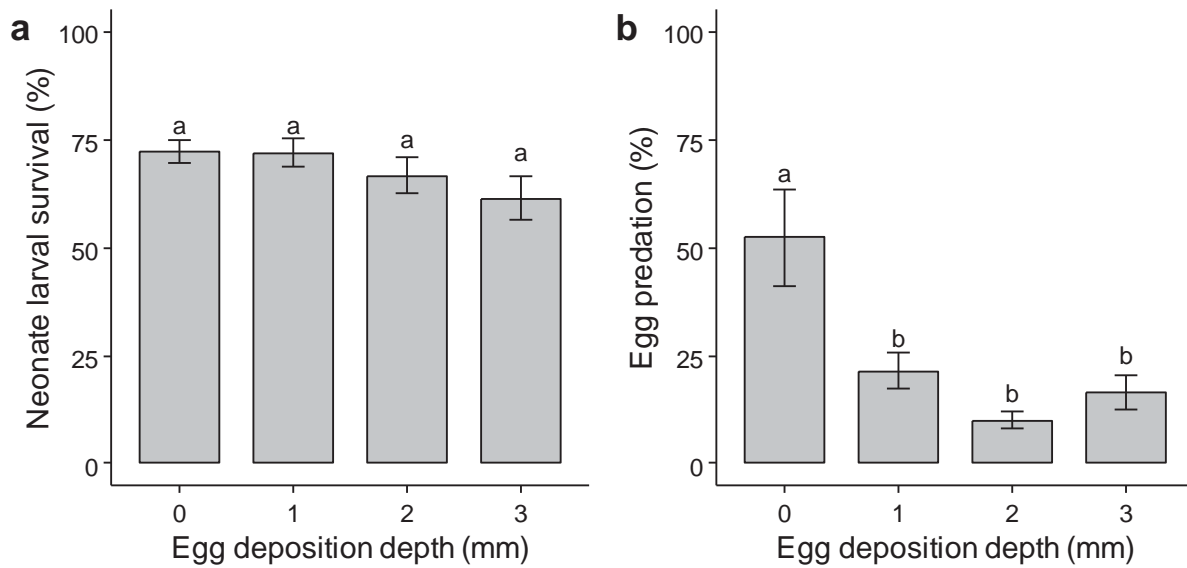 a
Neonate larval survival (%)
100
75
50
25
0
a
a
a
a
0 1 2 3
Egg deposition depth (mm)
b
Egg predation (%)
100
75
50
25
0
a
b
b
b
0 1 2 3
Egg deposition depth (mm)